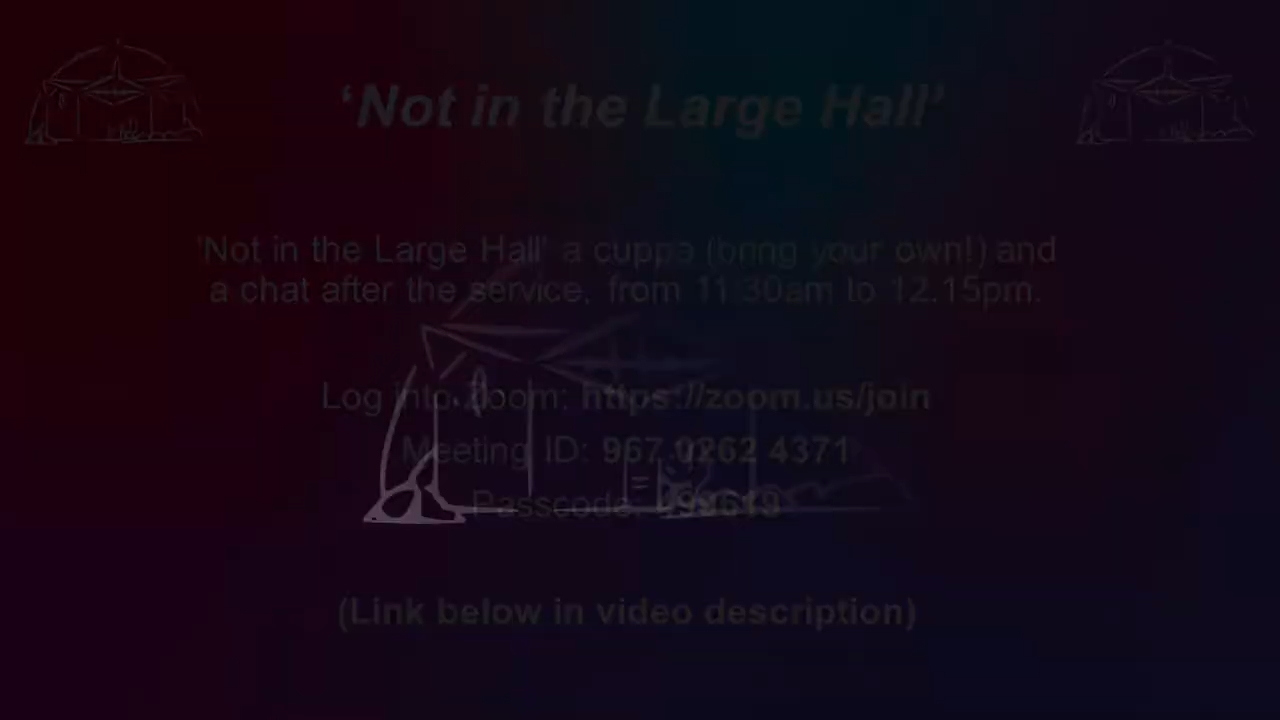 ‘Not in the Large Hall’
'Not in the Large Hall' a cuppa (bring your own!) and
a chat after the service, from 11:30am to 12.15pm.
Log into Zoom; https://zoom.us/join
Meeting ID: 967 0262 4371
Passcode:
(Link below in video description)